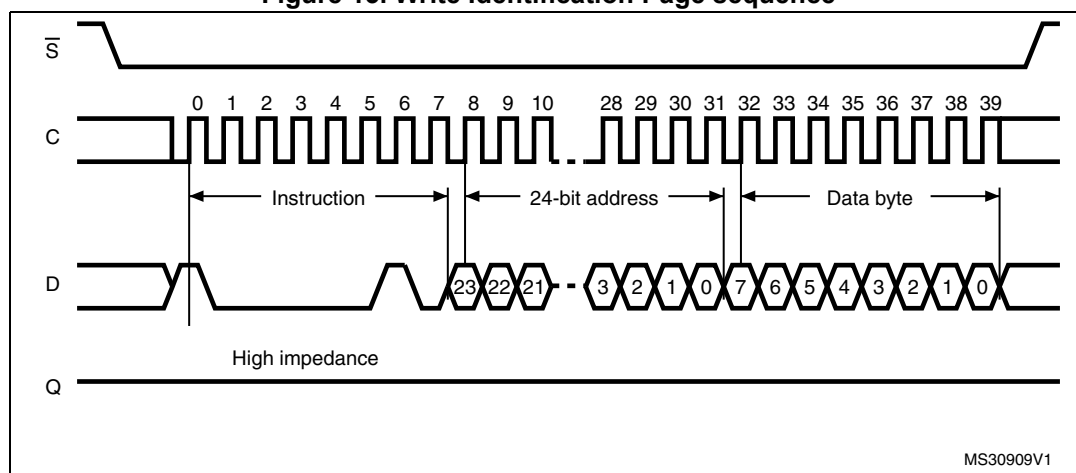 Figure 18. Write Identification Page sequence
S
0 1 2 3 4 5 6 7 8 9 10 28 29 30 31 32 33 34 35 36 37 38 39
C
Instruction 24-bit address Data byte
D 23 22 21 3 2 1 0 7 6 5 4 3 2 1 0
High impedance
Q
MS30909V1